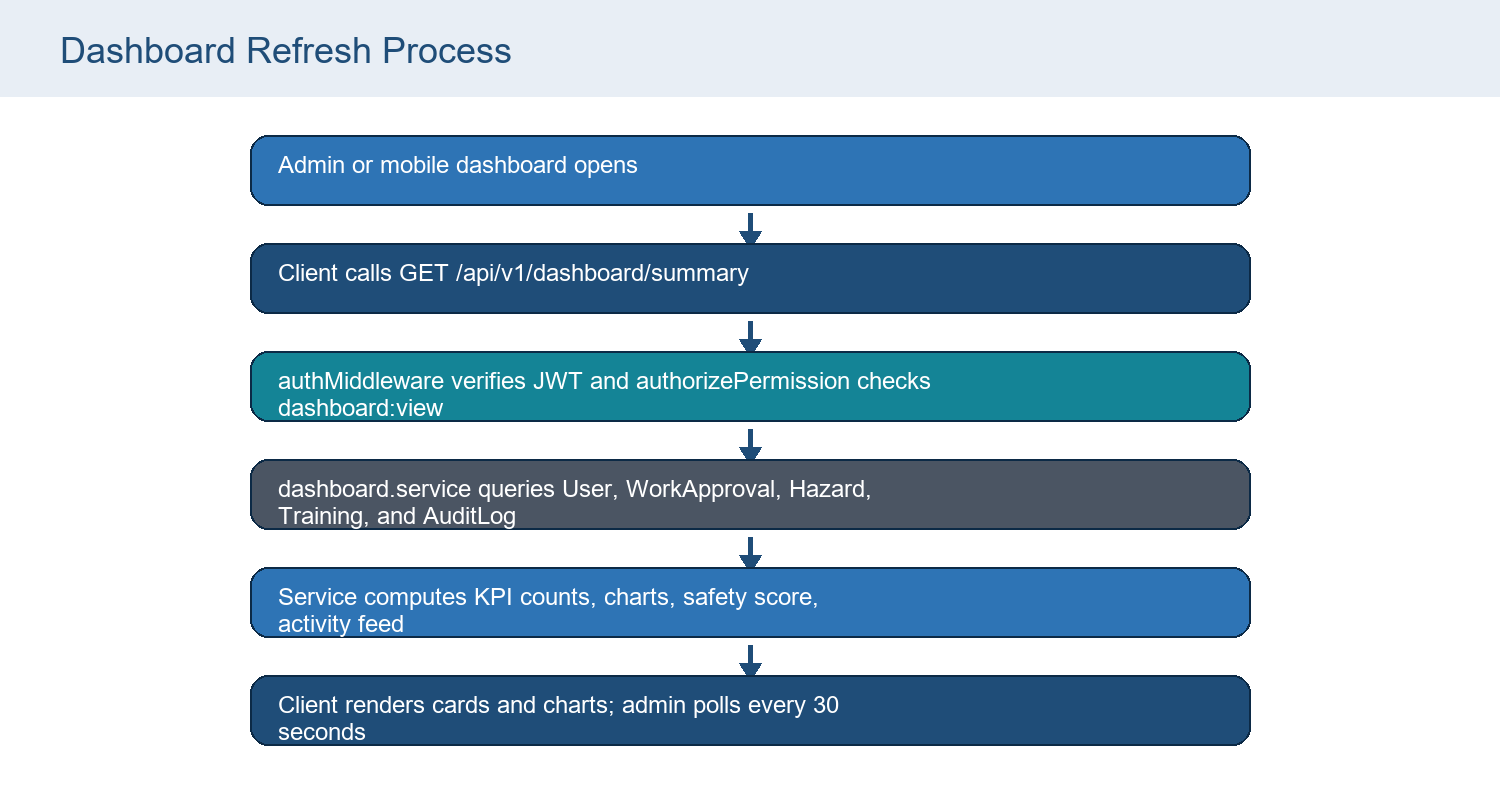 Dashboard Refresh Process
Admin or mobile dashboard opens
Client calls GET /api/v1/dashboard/summary
authMiddleware verifies JWT and authorizePermission checks
dashboard:view
dashboard.service queries User, WorkApproval, Hazard,
Training, and AuditLog
Service computes KPI counts, charts, safety score,
activity feed
Client renders cards and charts; admin polls every 30
seconds